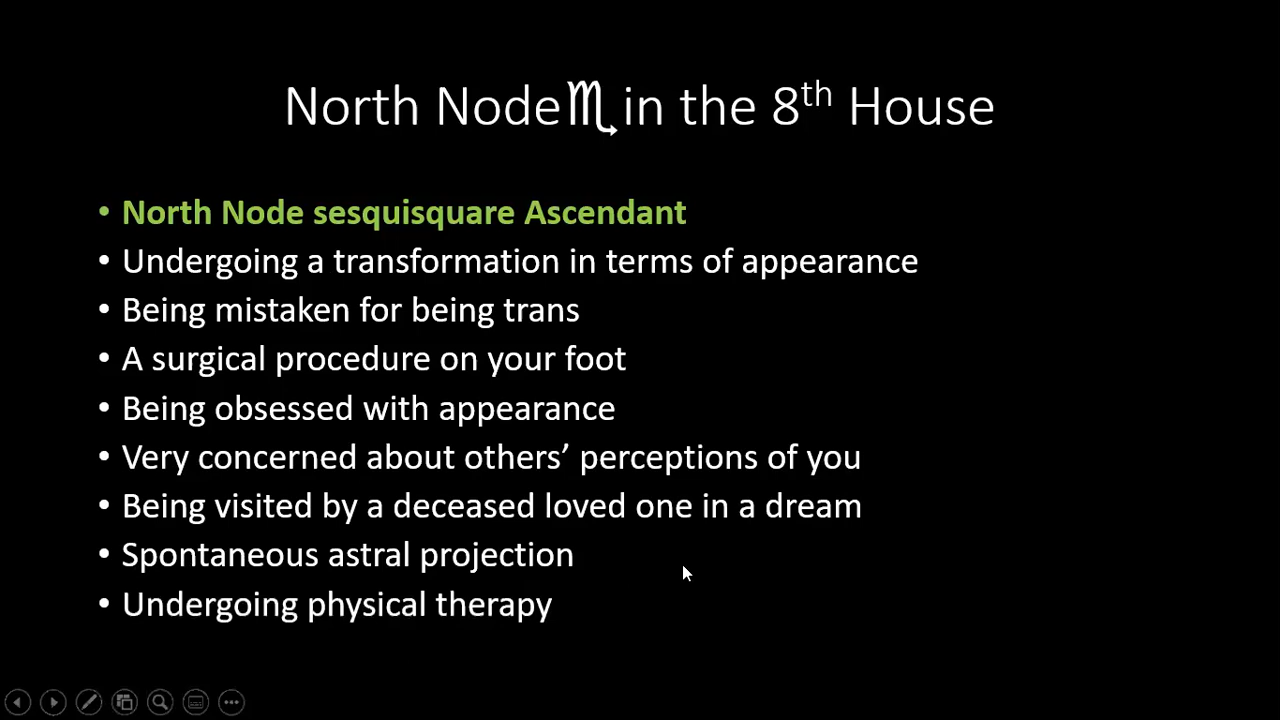 North Node♏in the 8th House
• North Node sesquisquare Ascendant
• Undergoing a transformation in terms of appearance
• Being mistaken for being trans
• A surgical procedure on your foot
• Being obsessed with appearance
• Very concerned about others’ perceptions of you
• Being visited by a deceased loved one in a dream
• Spontaneous astral projection
• Undergoing physical therapy